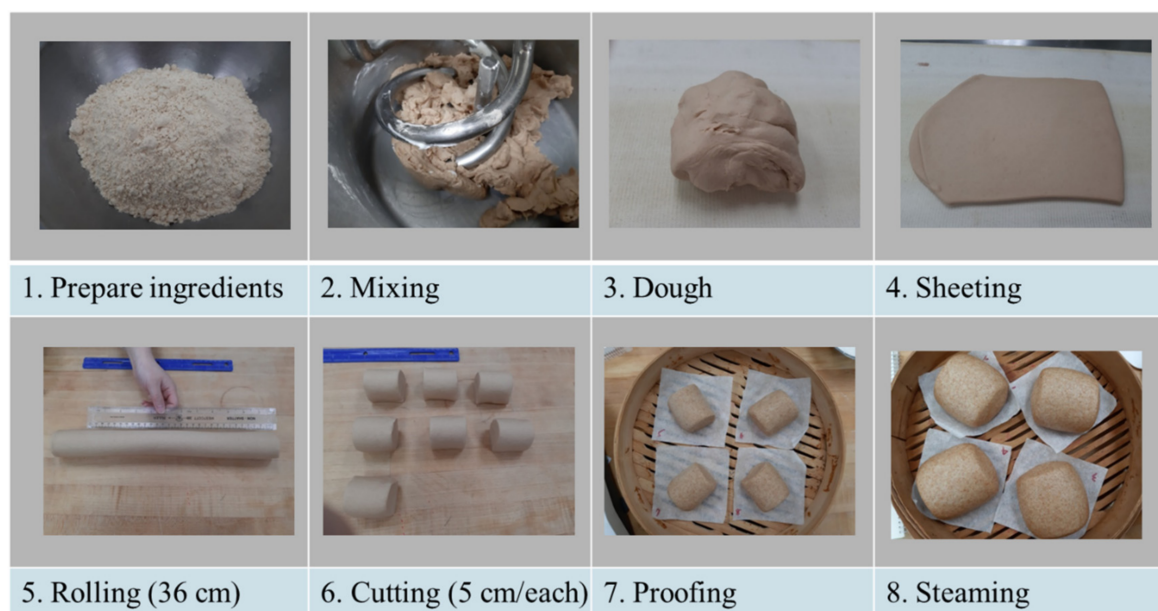 1. Prepare ingredients
2. Mixing
3. Dough
4. Sheeting
5. Rolling (36 cm)
6. Cutting (5 cm/each)
7. Proofing
8. Steaming